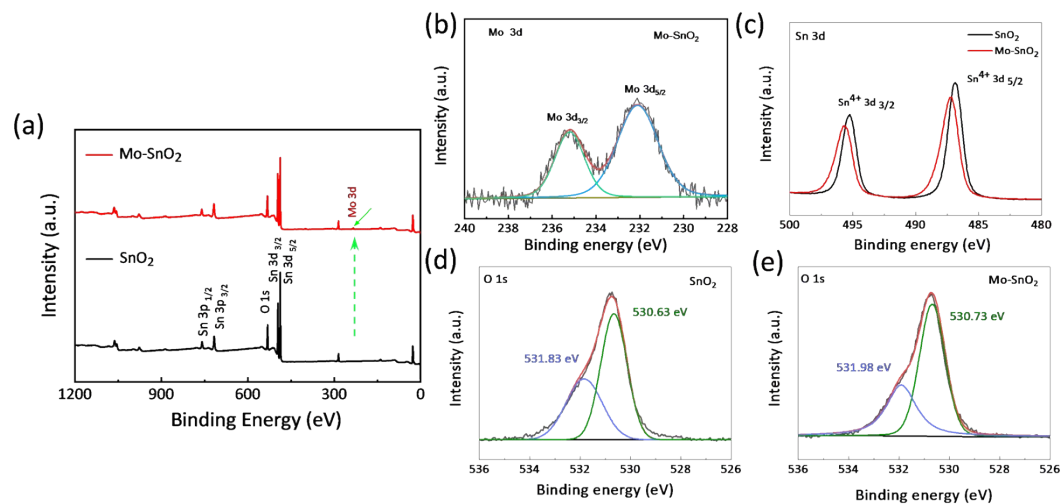 (a)
Intensity (a.u.)
Mo-SnO₂
SnO₂
Mo 3d
Sn 3p 1/2
Sn 3p 3/2
O 1s
Sn 3d 3/2
Sn 3d 5/2
1200 900 600 300 0
Binding Energy (eV)
(b)
Intensity (a.u.)
Mo 3d
Mo-SnO₂
Mo 3d3/2
Mo 3d5/2
240 238 236 234 232 230 228
Binding energy (eV)
(c)
Intensity (a.u.)
Sn 3d
SnO₂
Mo-SnO₂
Sn⁴⁺ 3d 3/2
Sn⁴⁺ 3d 5/2
500 495 490 485 480
Binding energy (eV)
(d)
Intensity (a.u.)
O 1s
SnO₂
530.63 eV
531.83 eV
536 534 532 530 528 526
Binding energy (eV)
(e)
Intensity (a.u.)
O 1s
Mo-SnO₂
530.73 eV
531.98 eV
536 534 532 530 528 526
Binding energy (eV)